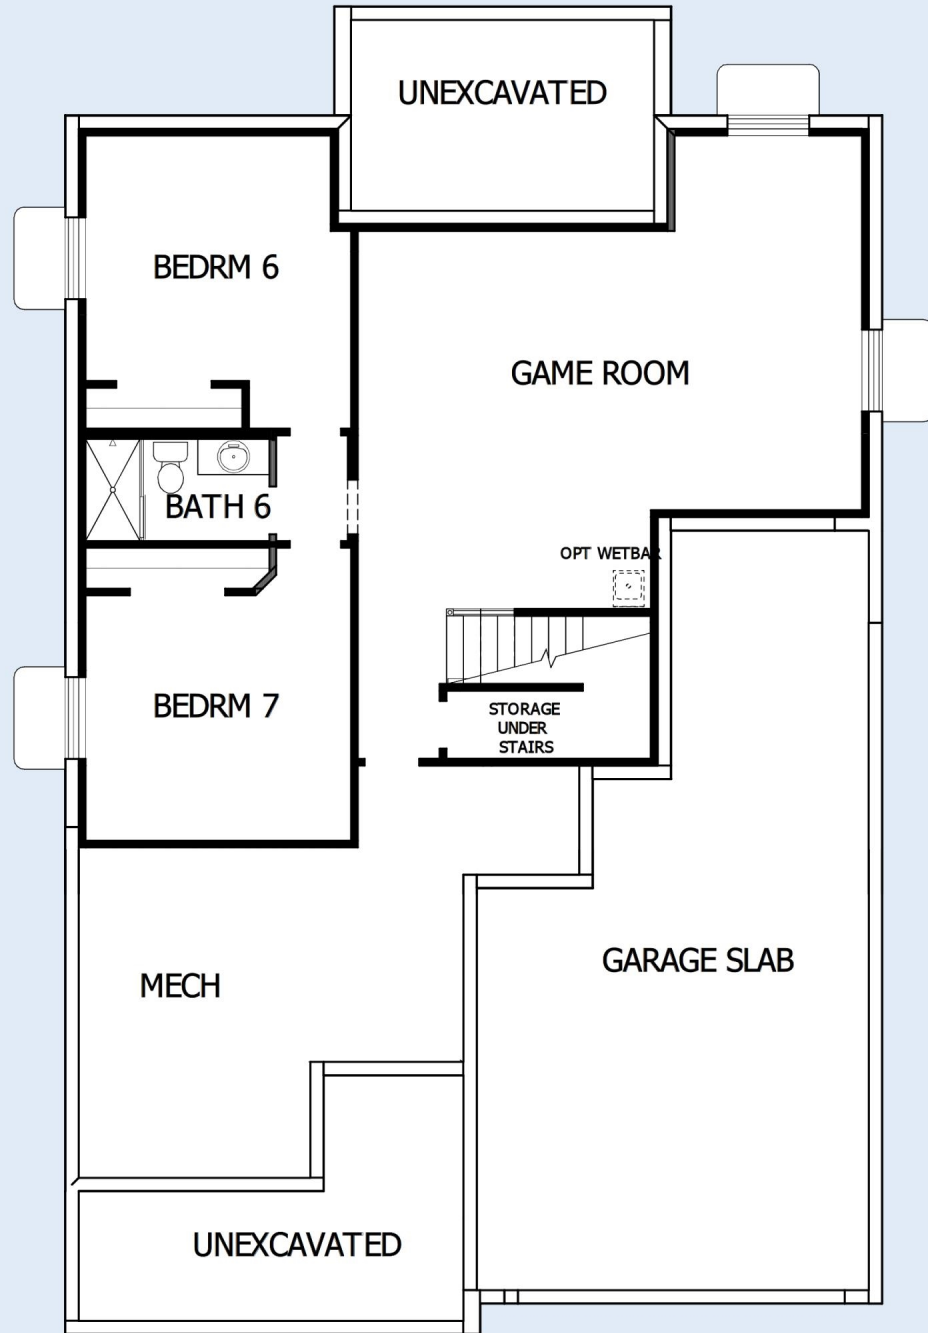 UNEXCAVATED
BEDRM 6
GAME ROOM
BATH 6
OPT WETBAR
BEDRM 7
STORAGE
UNDER
STAIRS
GARAGE SLAB
MECH
UNEXCAVATED